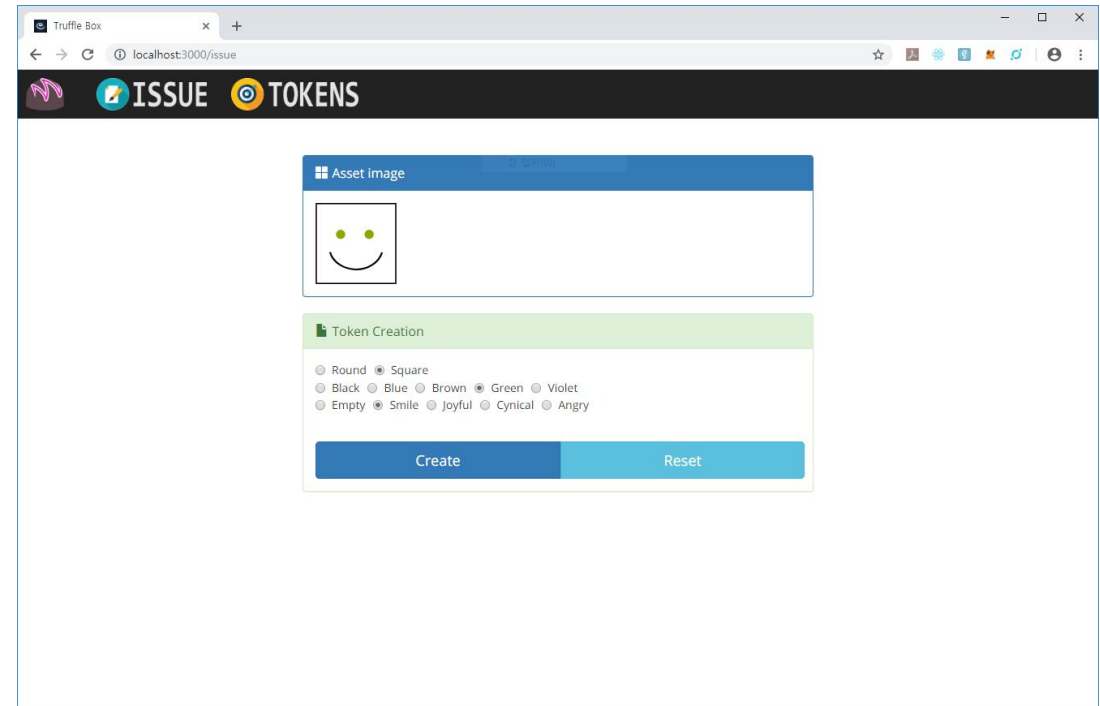 Truffle Box
localhost:3000/issue
ISSUE TOKENS
Asset image
Token Creation
Round Square
Black Blue Brown Green Violet
Empty Smile Joyful Cynical Angry
Create Reset